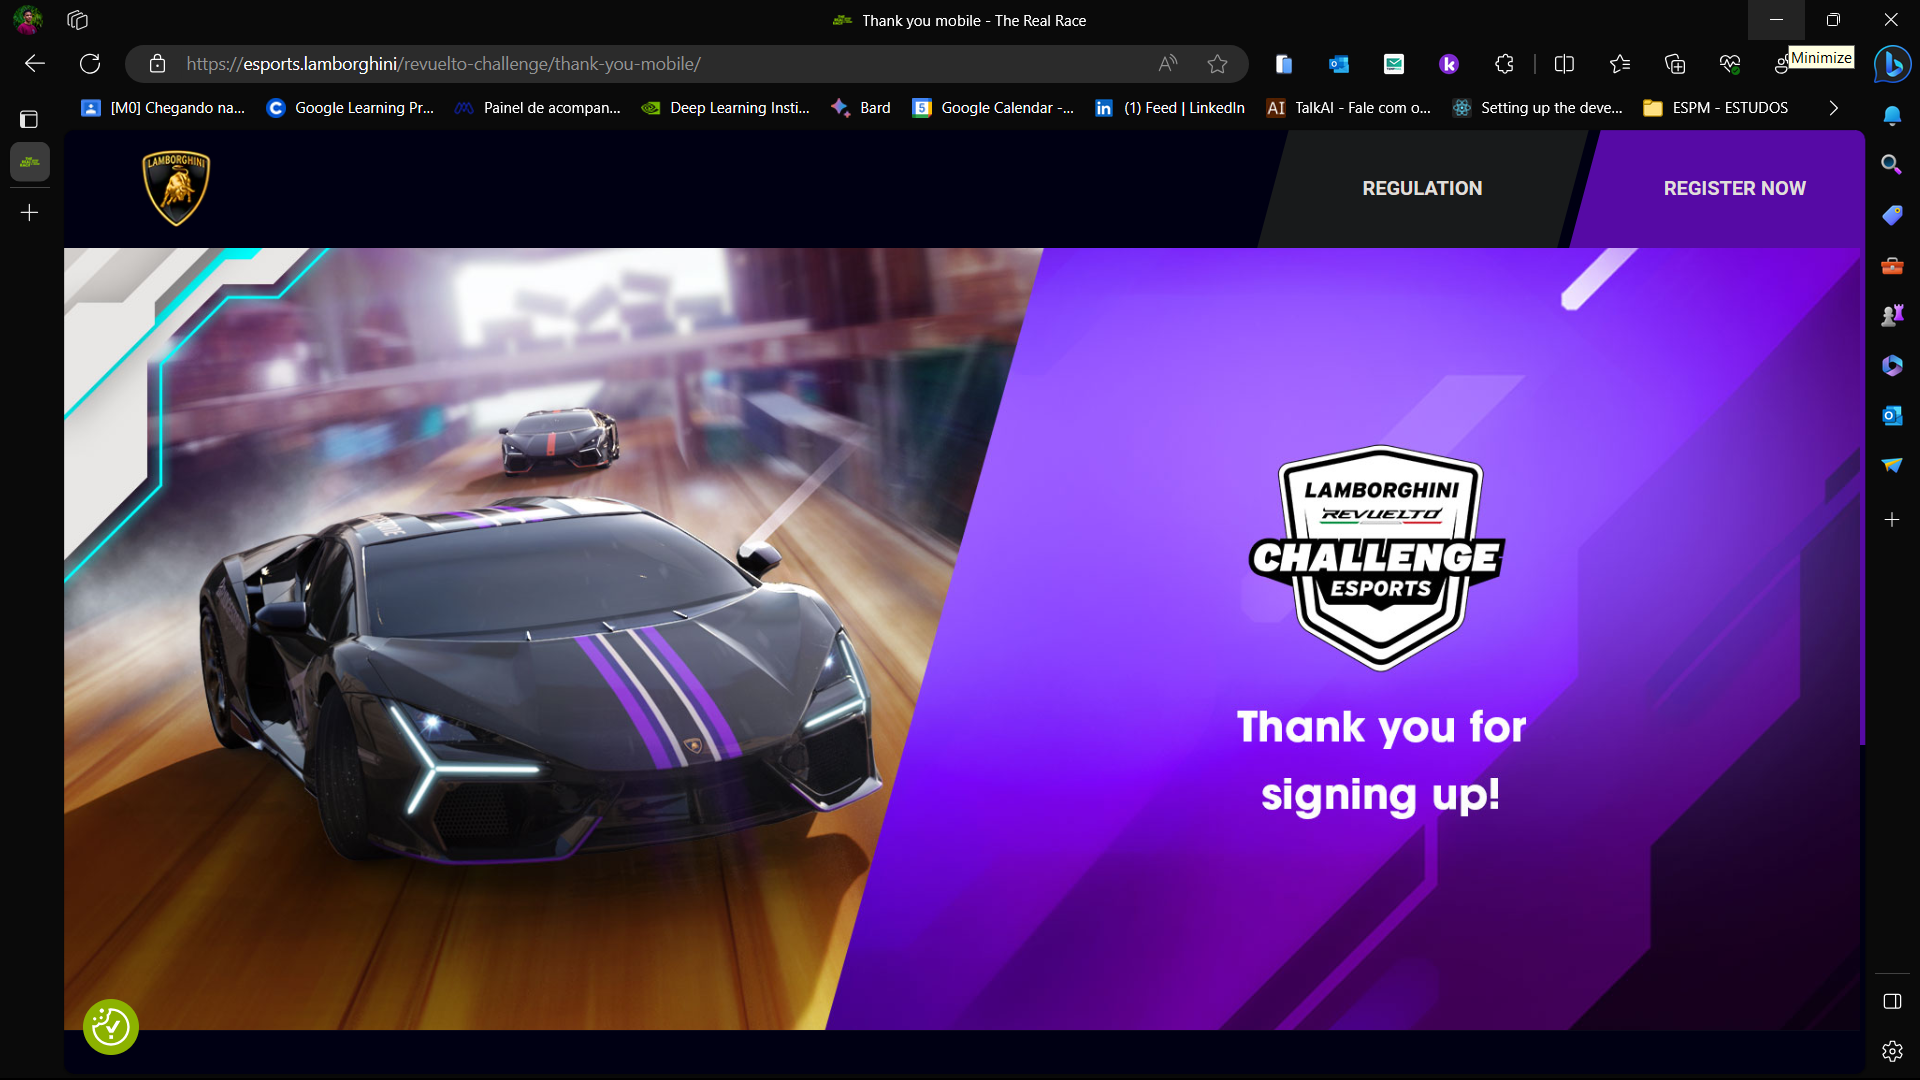 Thank you mobile - The Real Race
https://esports.lamborghini/revuelto-challenge/thank-you-mobile/
Minimize
[M0] Chegando na...
Google Learning Pr...
Painel de acompan...
Deep Learning Insti...
Bard
Google Calendar -...
(1) Feed | LinkedIn
TalkAI - Fale com o...
Setting up the deve...
ESPM - ESTUDOS
LAMBORGHINI
REGULATION
REGISTER NOW
LAMBORGHINI
REVUELTO
CHALLENGE
ESPORTS
Thank you for
signing up!